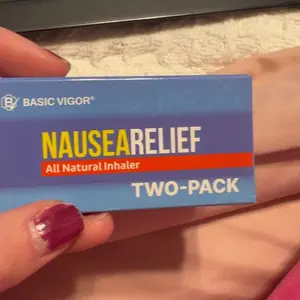 BASIC VIGOR®
NAUSEARELIEF
All Natural Inhaler
TWO-PACK